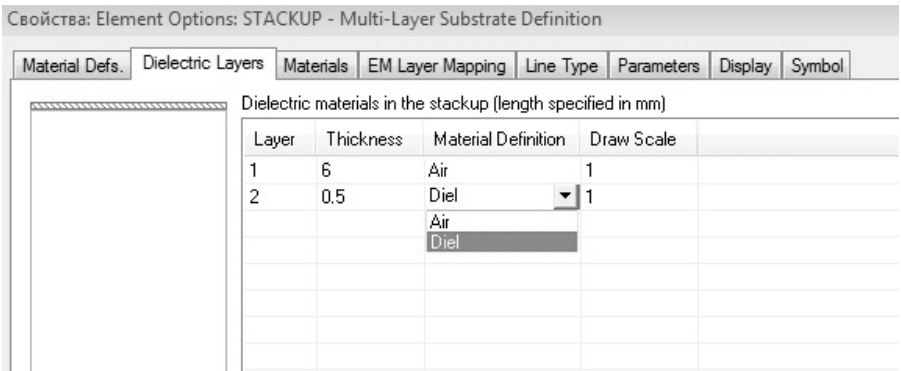 Свойства: Element Options: STACKUP - Multi-Layer Substrate Definition
Material Defs. Dielectric Layers Materials EM Layer Mapping Line Type Parameters Display Symbol
Dielectric materials in the stackup (length specified in mm)
Layer Thickness Material Definition Draw Scale
1 6 Air 1
2 0.5 Diel 1
Air
Diel